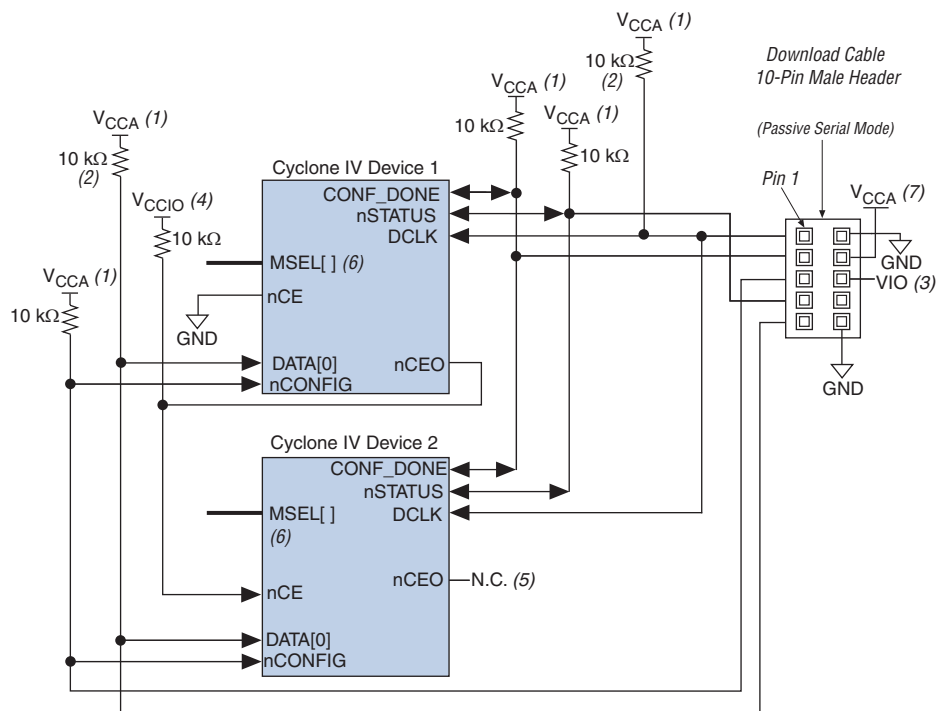 VCCA (1)
10 kΩ
(2)
VCCA (1)
10 kΩ
VCCA (1)
10 kΩ
Download Cable
10-Pin Male Header
(Passive Serial Mode)
Pin 1
VCCA (7)
GND
VIO (3)
GND
VCCA (1)
10 kΩ
(2)
VCCIO (4)
10 kΩ
VCCA (1)
10 kΩ
Cyclone IV Device 1
CONF_DONE
nSTATUS
DCLK
MSEL[ ] (6)
nCE
GND
DATA[0]
nCEO
nCONFIG
Cyclone IV Device 2
CONF_DONE
nSTATUS
MSEL[ ]
DCLK
(6)
nCEO
N.C. (5)
nCE
DATA[0]
nCONFIG